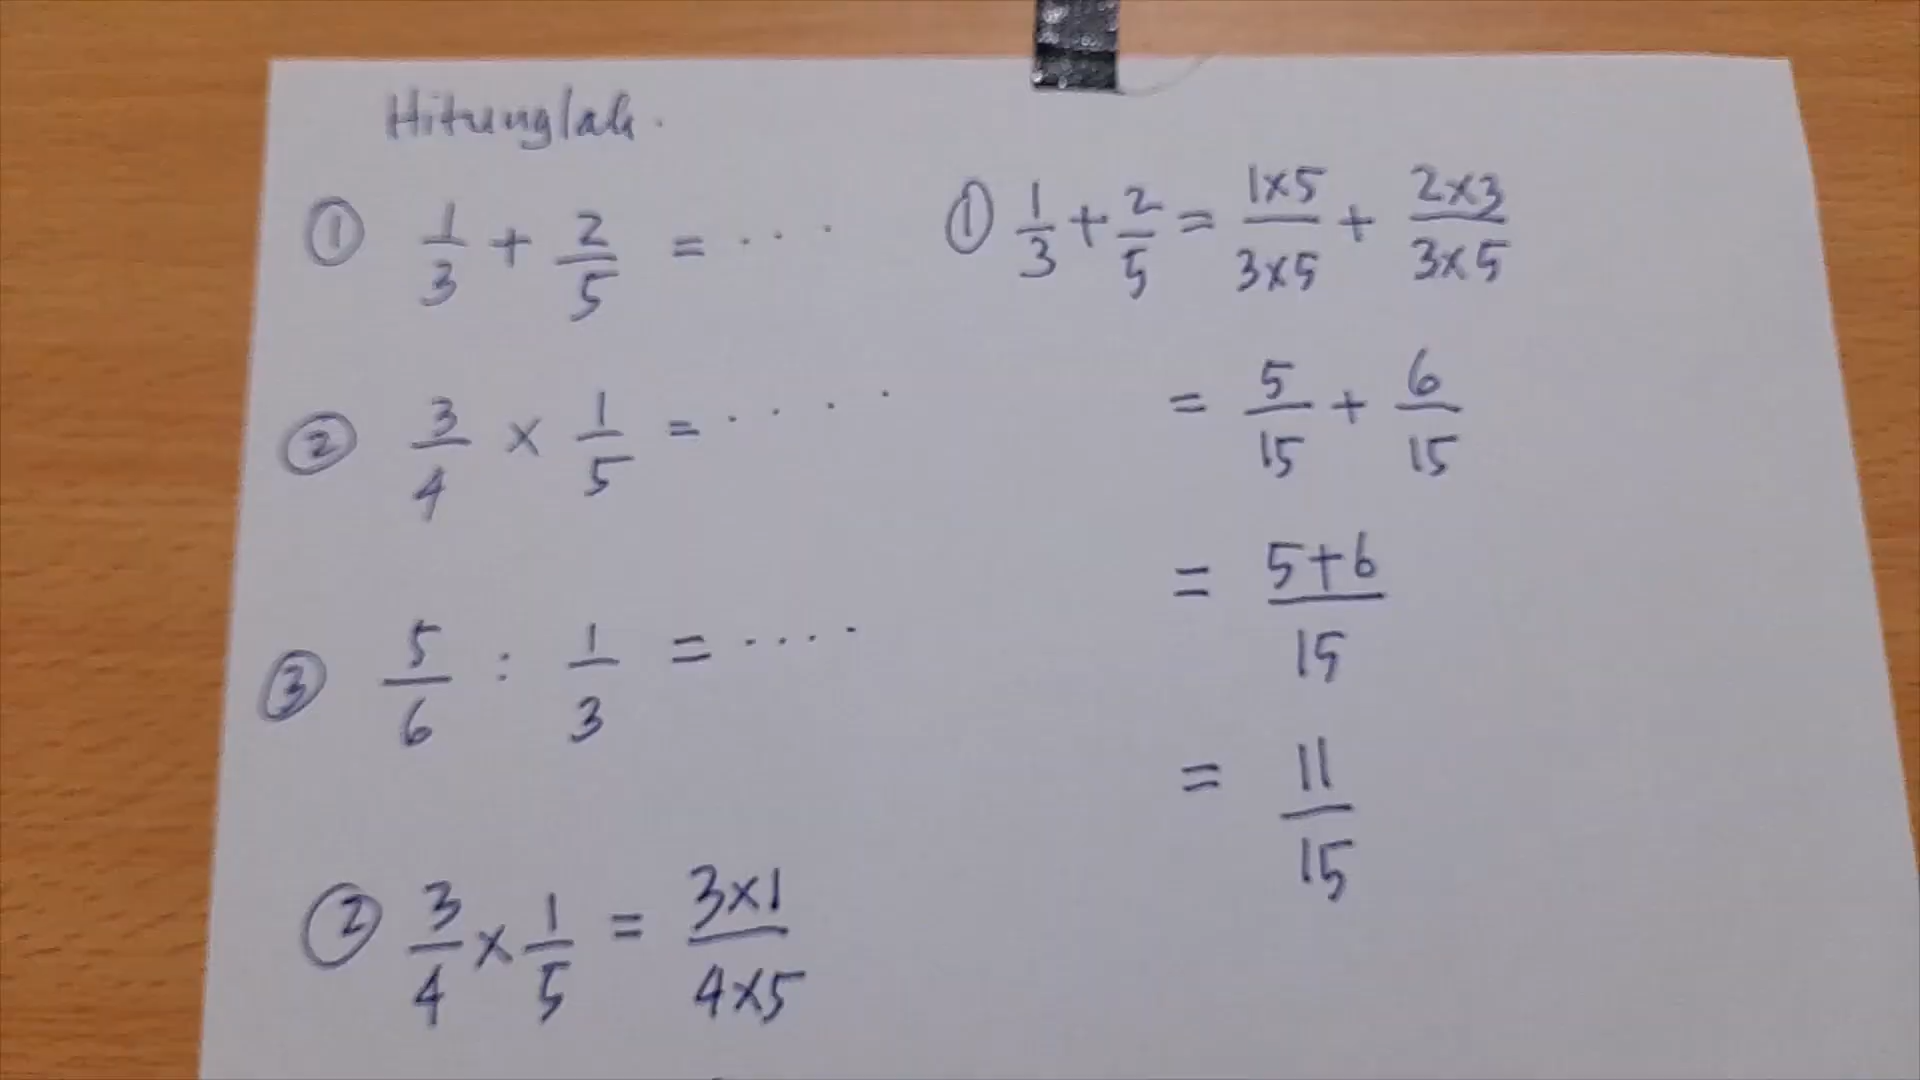 Hitunglah.
① 1/3 + 2/5 = ...
② 3/4 × 1/5 = ....
③ 5/6 : 1/3 = ....
② 3/4 × 1/5 = 3×1/4×5
① 1/3 + 2/5 = 1×5/3×5 + 2×3/3×5
= 5/15 + 6/15
= 5+6/15
= 11/15